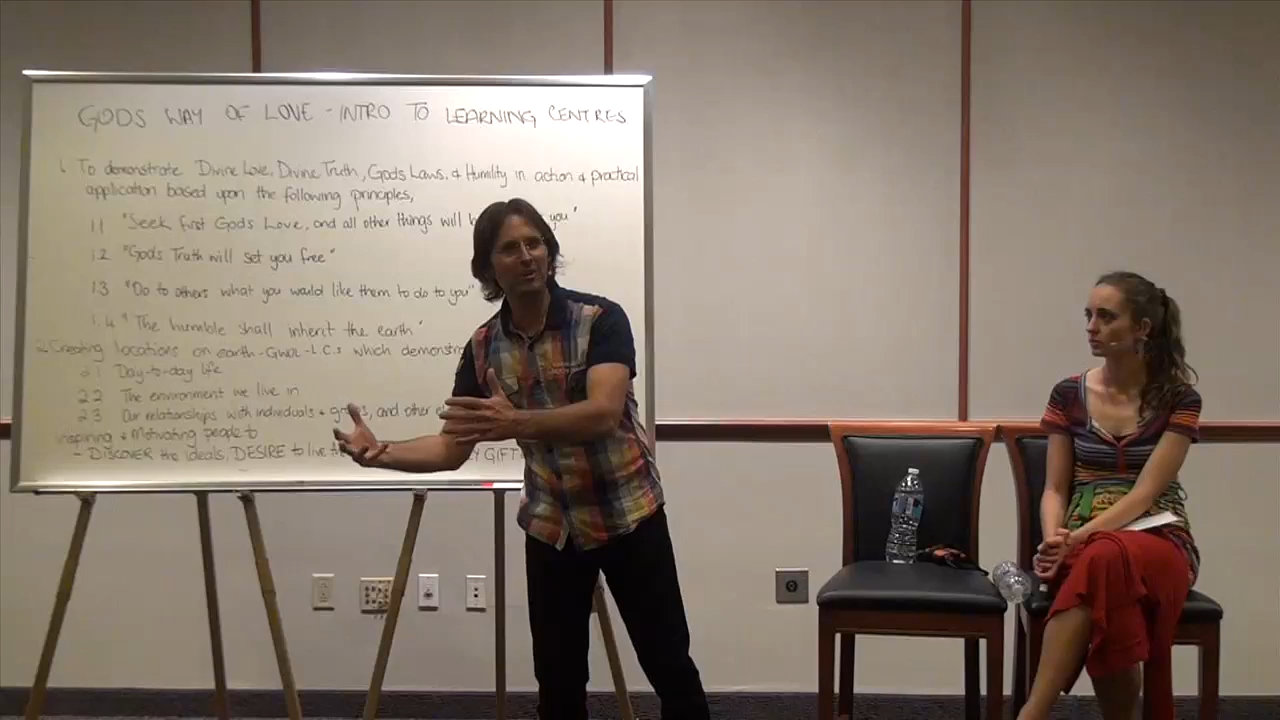 GODS WAY OF LOVE - INTRO TO LEARNING CENTRES
1. To demonstrate Divine Love, Divine Truth, Gods Laws, & Humility in action & practical
application based upon the following principles,
1.1 "Seek first Gods Love, and all other things will you"
1.2 "Gods Truth will set you free"
1.3 "Do to others what you would like them to do to you"
1.4 "The humble shall inherit the earth"
2. Creating locations on earth - GWOL - L.C.s which
2.1 Day-to-day life
2.2 The environment we live in
2.3 Our relationships with individuals & and other
inspiring & Motivating people to
- DISCOVER the ideals, DESIRE to live GIFT